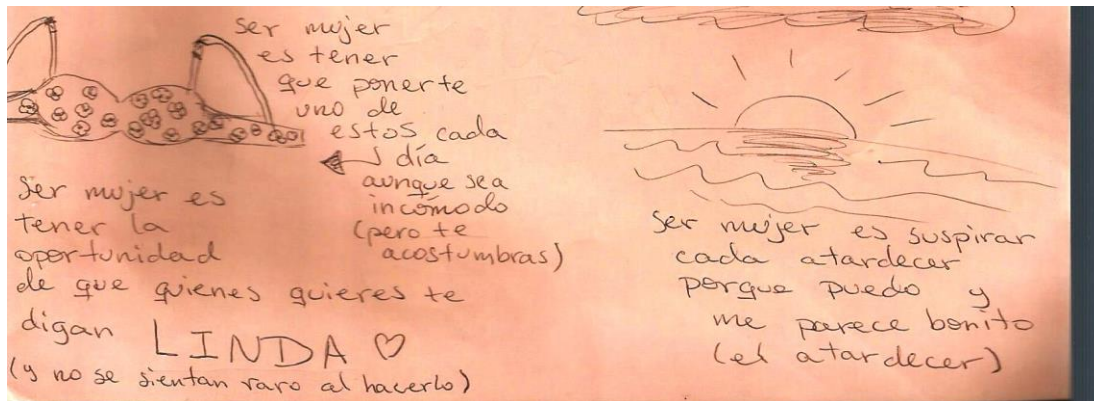 ser mujer
es tener
que ponerte
uno de
estos cada
día
aunque sea
incómodo
(pero te
acostumbras)
ser mujer es
tener la
oportunidad
de que quienes quieres te
digan LINDA ♡
(y no se sientan raro al hacerlo)
ser mujer es suspirar
cada atardecer
porque puedo y
me parece bonito
(el atardecer)